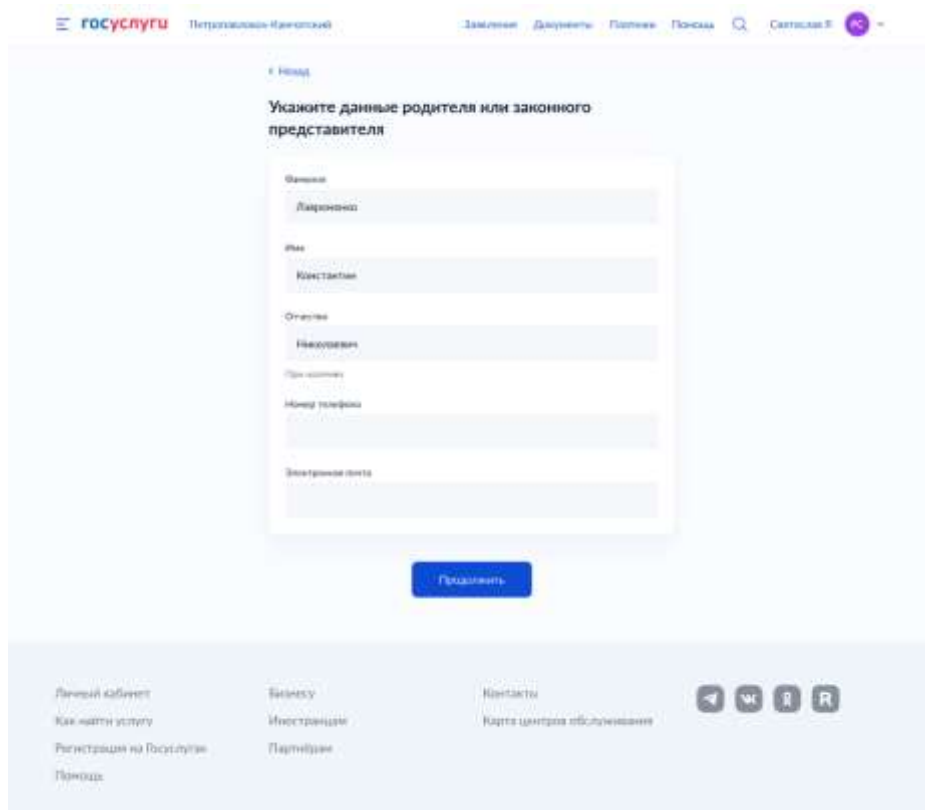 госуслуги Петропавловск-Камчатский Заявления Документы Платежи Помощь Святослав Р. РС
Назад
Укажите данные родителя или законного
представителя
Фамилия
Имя
Константин
Отчество
Николаевич
При наличии
Номер телефона
Электронная почта
Продолжить
Личный кабинет Бизнесу Контакты
Как найти услугу Иностранцам Карта центров обслуживания
Регистрация на Госуслугах Партнёрам
Помощь